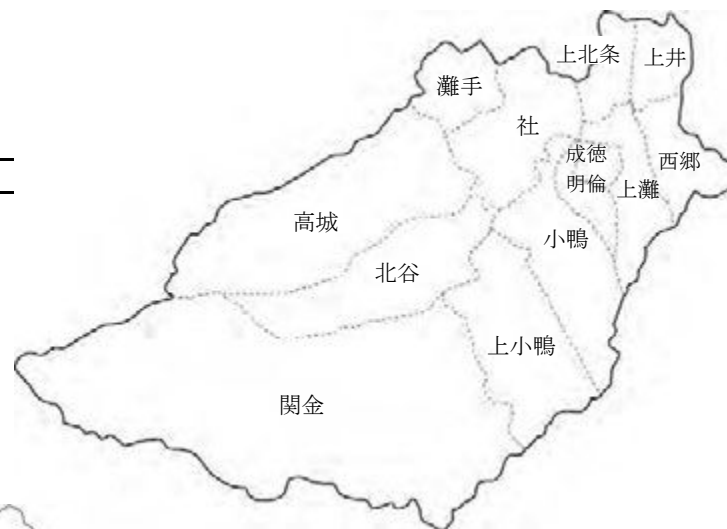 上北条
上井
灘手
社
成徳
西郷
明倫
上灘
高城
小鴨
北谷
上小鴨
関金